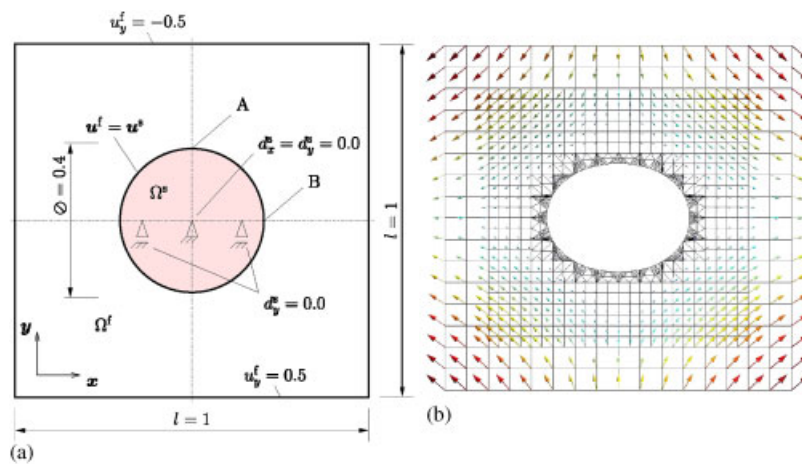 u_y^f = −0.5
A
u^f = u^s
d_x^s = d_y^s = 0.0
Ω^s
B
∅ = 0.4
l = 1
d_y^s = 0.0
Ω^f
y
x
u_y^f = 0.5
l = 1
(a)
(b)